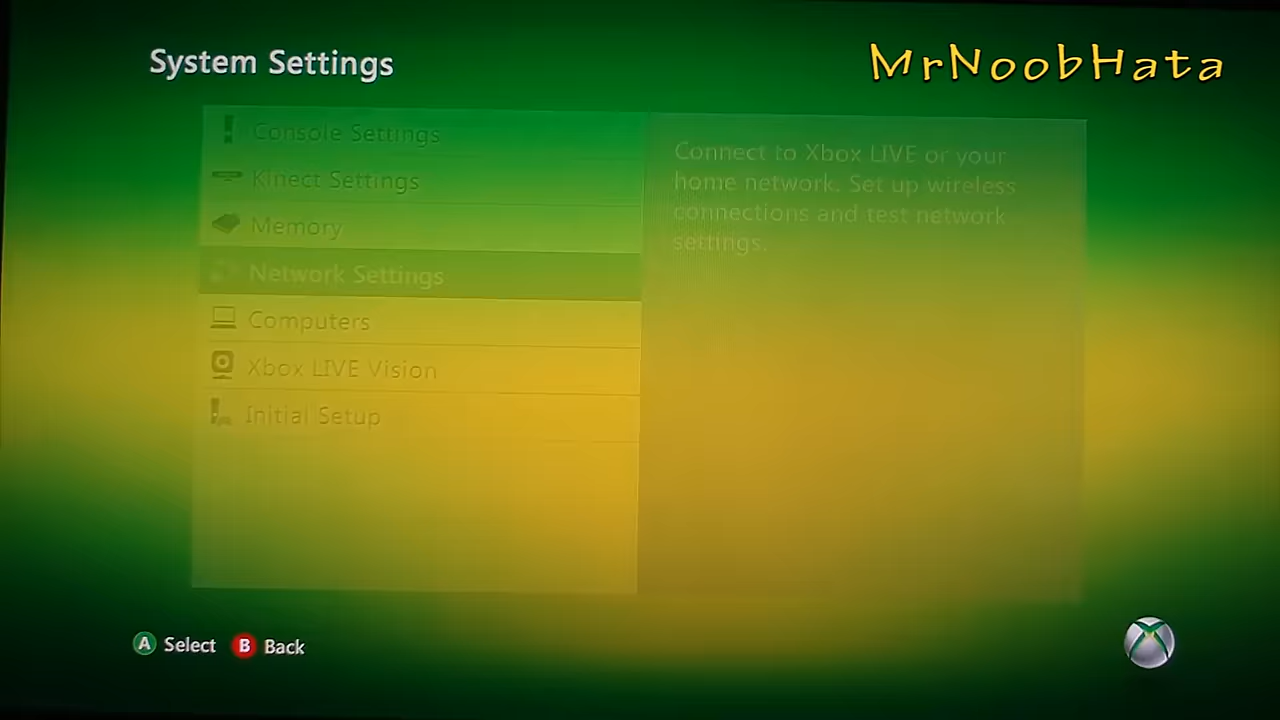 System Settings
MrNoobHata
Console Settings
Kinect Settings
Memory
Network Settings
Computers
Xbox LIVE Vision
Initial Setup
Connect to Xbox LIVE or your
home network. Set up wireless
connections and test network
settings.
A Select B Back